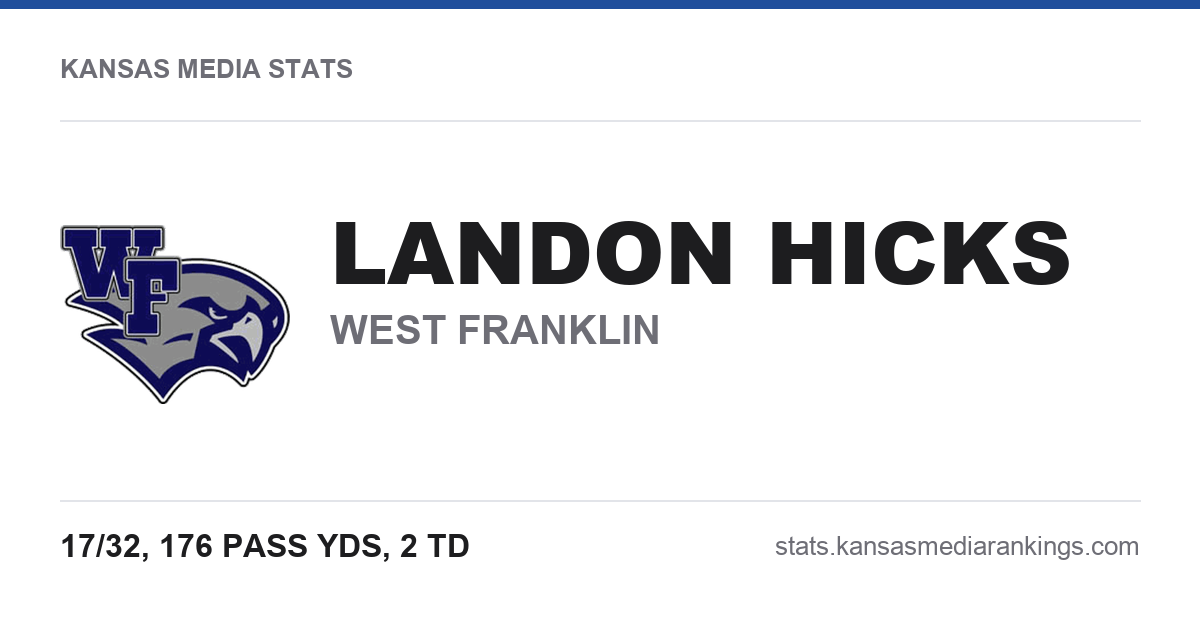 KANSAS MEDIA STATS
WF
LANDON HICKS
WEST FRANKLIN
17/32, 176 PASS YDS, 2 TD
stats.kansasmediarankings.com